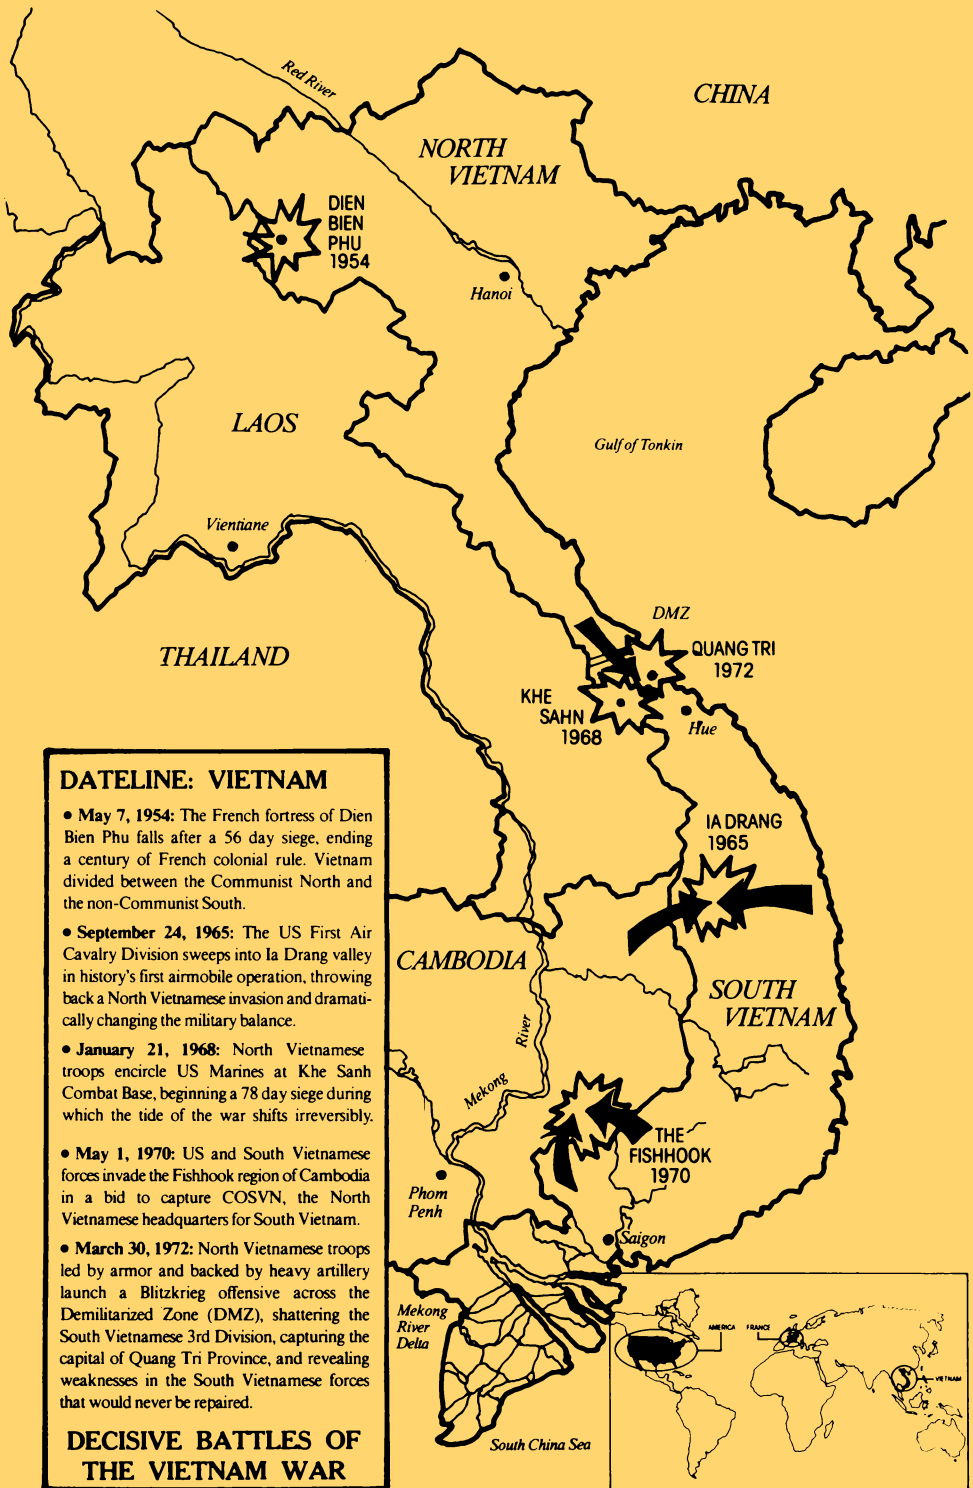 Red River
CHINA
NORTH
VIETNAM
DIEN
BIEN
PHU
1954
Hanoi
LAOS
Gulf of Tonkin
Vientiane
DMZ
THAILAND
QUANG TRI
1972
KHE
SAHN
1968
Hue
IA DRANG
1965
CAMBODIA
SOUTH
VIETNAM
River
Mekong
THE
FISHHOOK
1970
Phom
Penh
Saigon
Mekong
River
Delta
South China Sea
AMERICA
FRANCE
VIETNAM
DATELINE: VIETNAM
• May 7, 1954: The French fortress of Dien
Bien Phu falls after a 56 day siege, ending
a century of French colonial rule. Vietnam
divided between the Communist North and
the non-Communist South.
• September 24, 1965: The US First Air
Cavalry Division sweeps into Ia Drang valley
in history's first airmobile operation, throwing
back a North Vietnamese invasion and dramati-
cally changing the military balance.
• January 21, 1968: North Vietnamese
troops encircle US Marines at Khe Sanh
Combat Base, beginning a 78 day siege during
which the tide of the war shifts irreversibly.
• May 1, 1970: US and South Vietnamese
forces invade the Fishhook region of Cambodia
in a bid to capture COSVN, the North
Vietnamese headquarters for South Vietnam.
• March 30, 1972: North Vietnamese troops
led by armor and backed by heavy artillery
launch a Blitzkrieg offensive across the
Demilitarized Zone (DMZ), shattering the
South Vietnamese 3rd Division, capturing the
capital of Quang Tri Province, and revealing
weaknesses in the South Vietnamese forces
that would never be repaired.
DECISIVE BATTLES OF
THE VIETNAM WAR